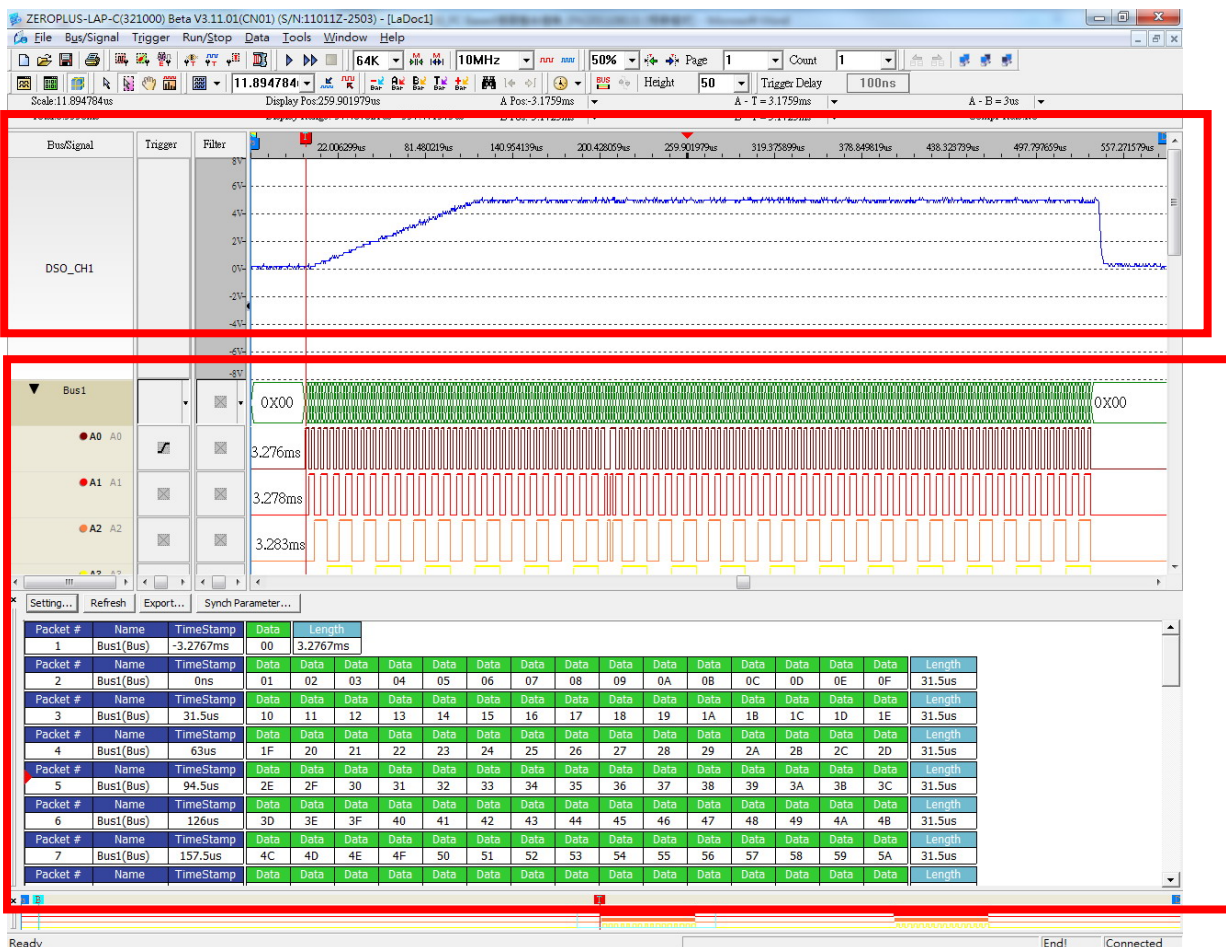 ZEROPLUS-LAP-C(321000) Beta V3.11.01(CN01) (S/N:11011Z-2503) - [LaDoc1]
File Bus/Signal Trigger Run/Stop Data Tools Window Help
64K 10MHz 50% Page 1 Count 1
11.894784u Bar Bar Bar Bar Bar BUS Height 50 Trigger Delay 100ns
Scale:11.894784us Display Pos:259.901979us A Pos:-3.1759ms A - T = 3.1759ms A - B = 3us
Bus/Signal Trigger Filter 22.006299us 81.480219us 140.954139us 200.428059us 259.901979us 319.375899us 378.849819us 438.323739us 497.797659us 557.271579us
8V
6V
4V
2V
DSO_CH1 0V
-2V
-4V
-6V
-8V
Bus1 0X00 0X00
A0 A0 3.276ms
A1 A1 3.278ms
A2 A2 3.283ms
A3 A3
Setting... Refresh Export... Synch Parameter...
Packet # Name TimeStamp Data Length
1 Bus1(Bus) -3.2767ms 00 3.2767ms
Packet # Name TimeStamp Data Data Data Data Data Data Data Data Data Data Data Data Data Data Data Length
2 Bus1(Bus) 0ns 01 02 03 04 05 06 07 08 09 0A 0B 0C 0D 0E 0F 31.5us
Packet # Name TimeStamp Data Data Data Data Data Data Data Data Data Data Data Data Data Data Data Length
3 Bus1(Bus) 31.5us 10 11 12 13 14 15 16 17 18 19 1A 1B 1C 1D 1E 31.5us
Packet # Name TimeStamp Data Data Data Data Data Data Data Data Data Data Data Data Data Data Data Length
4 Bus1(Bus) 63us 1F 20 21 22 23 24 25 26 27 28 29 2A 2B 2C 2D 31.5us
Packet # Name TimeStamp Data Data Data Data Data Data Data Data Data Data Data Data Data Data Data Length
5 Bus1(Bus) 94.5us 2E 2F 30 31 32 33 34 35 36 37 38 39 3A 3B 3C 31.5us
Packet # Name TimeStamp Data Data Data Data Data Data Data Data Data Data Data Data Data Data Data Length
6 Bus1(Bus) 126us 3D 3E 3F 40 41 42 43 44 45 46 47 48 49 4A 4B 31.5us
Packet # Name TimeStamp Data Data Data Data Data Data Data Data Data Data Data Data Data Data Data Length
7 Bus1(Bus) 157.5us 4C 4D 4E 4F 50 51 52 53 54 55 56 57 58 59 5A 31.5us
Packet # Name TimeStamp Data Data Data Data Data Data Data Data Data Data Data Data Data Data Data Length
Ready End! Connected